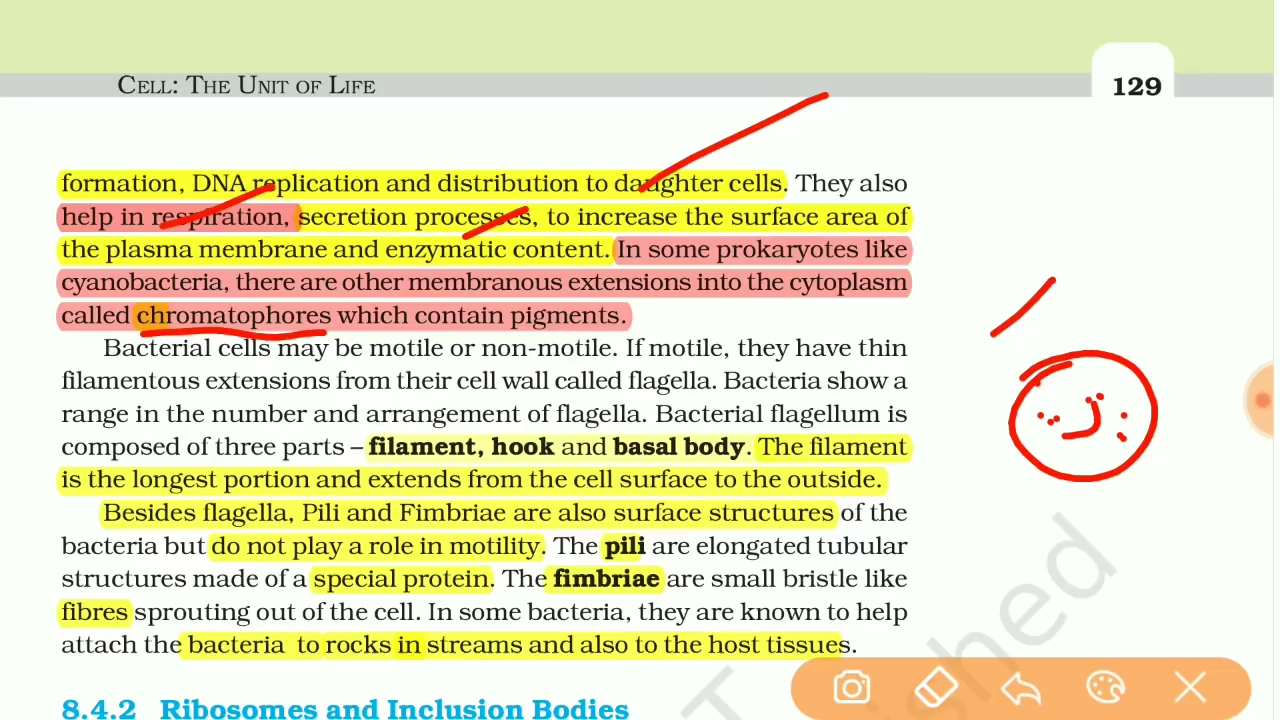 CELL: THE UNIT OF LIFE
129
formation, DNA replication and distribution to daughter cells. They also
help in respiration, secretion processes, to increase the surface area of
the plasma membrane and enzymatic content. In some prokaryotes like
cyanobacteria, there are other membranous extensions into the cytoplasm
called chromatophores which contain pigments.
Bacterial cells may be motile or non-motile. If motile, they have thin
filamentous extensions from their cell wall called flagella. Bacteria show a
range in the number and arrangement of flagella. Bacterial flagellum is
composed of three parts – filament, hook and basal body. The filament
is the longest portion and extends from the cell surface to the outside.
Besides flagella, Pili and Fimbriae are also surface structures of the
bacteria but do not play a role in motility. The pili are elongated tubular
structures made of a special protein. The fimbriae are small bristle like
fibres sprouting out of the cell. In some bacteria, they are known to help
attach the bacteria to rocks in streams and also to the host tissues.
8.4.2 Ribosomes and Inclusion Bodies